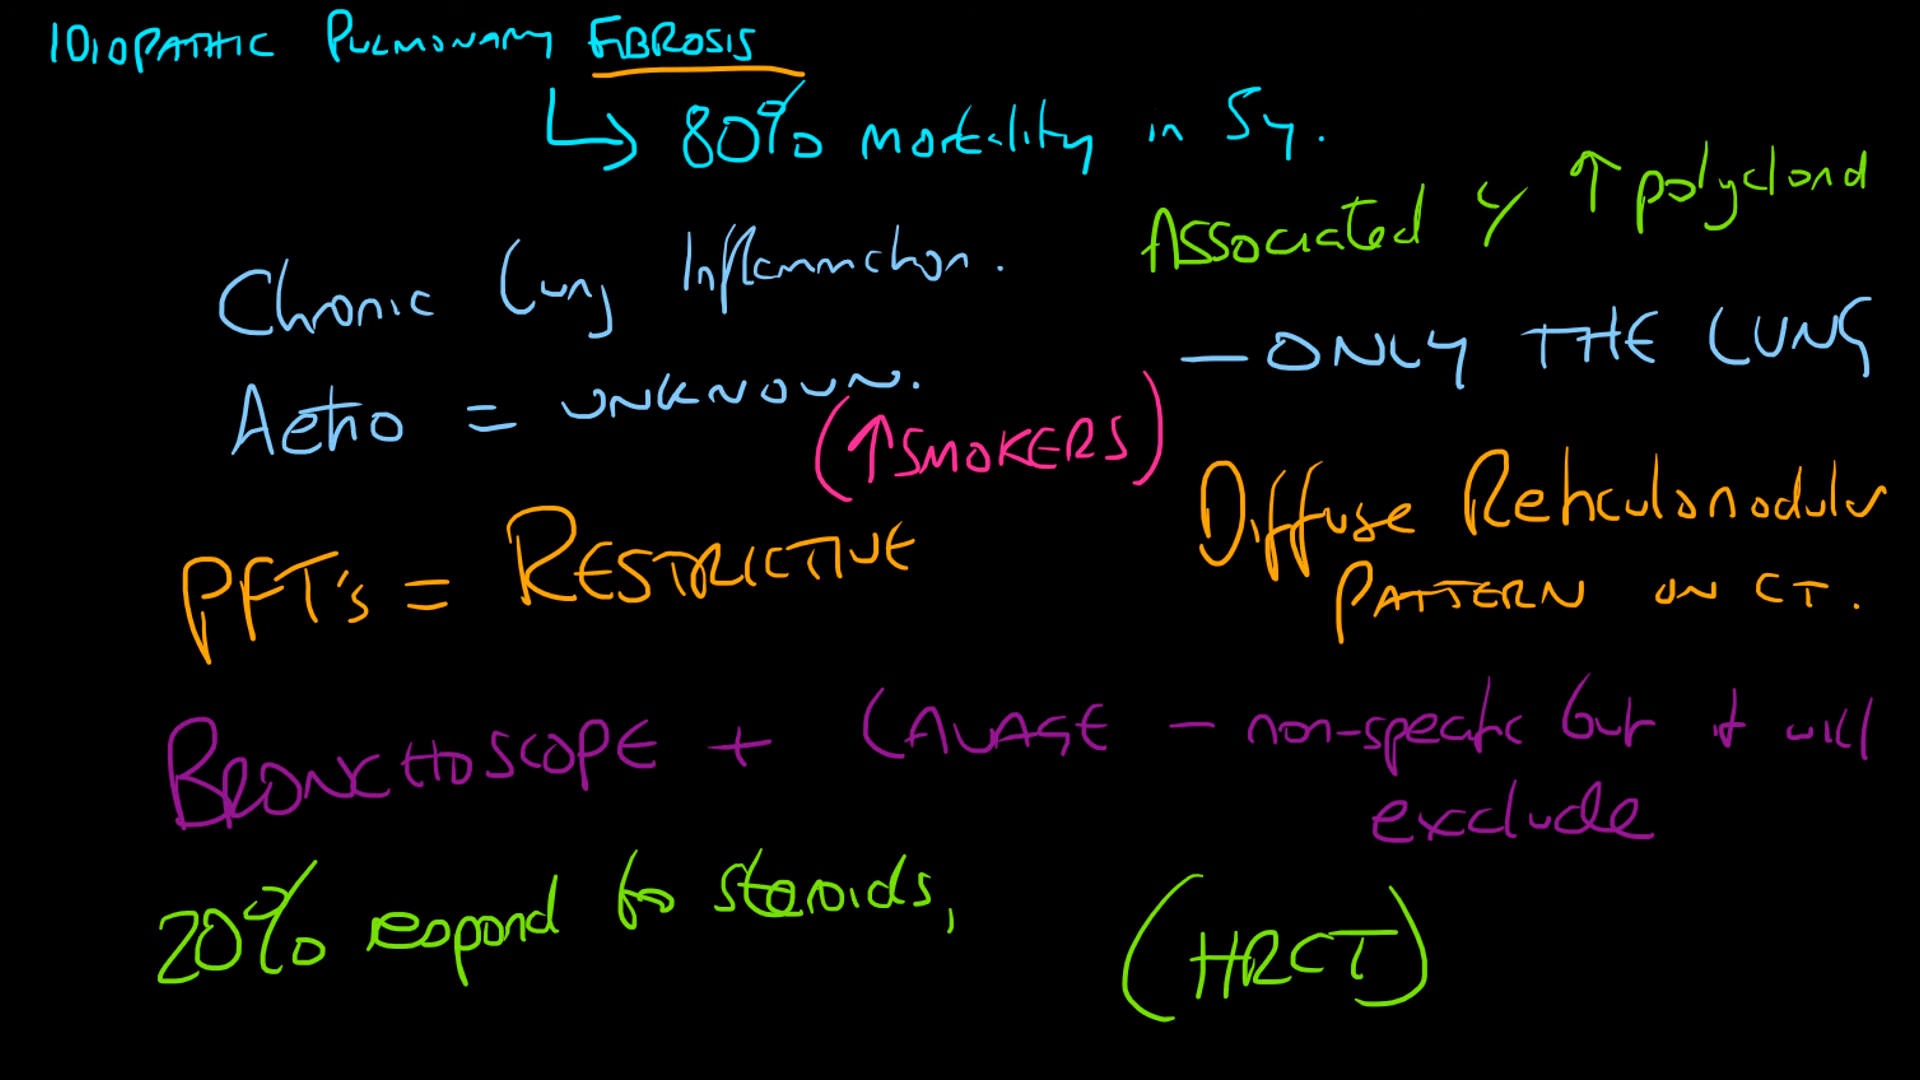 IDIOPATHIC PULMONARY FIBROSIS
↳ 80% mortality in 5y.
Associated ↑ polyclonal
Chronic Lung Inflammation.
- ONLY THE LUNG
Aetio = UNKNOWN.
(↑SMOKERS)
Diffuse Reticulonodular
PATTERN ON CT.
PFT's = RESTRICTIVE
BRONCHOSCOPE + LAVAGE - non-specific but it will
exclude
20% respond to steroids,
(HRCT)